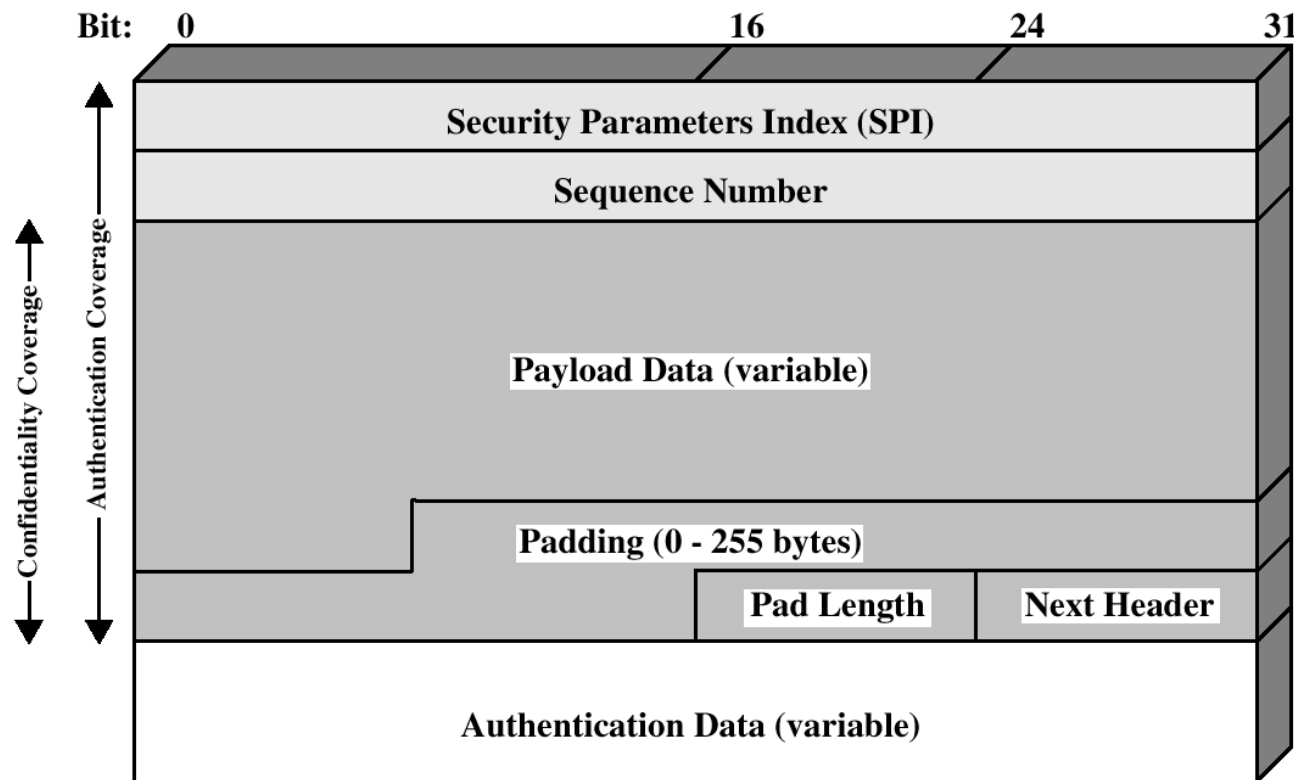 Bit: 0 16 24 31
Security Parameters Index (SPI)
Sequence Number
Confidentiality Coverage
Authentication Coverage
Payload Data (variable)
Padding (0 - 255 bytes)
Pad Length Next Header
Authentication Data (variable)